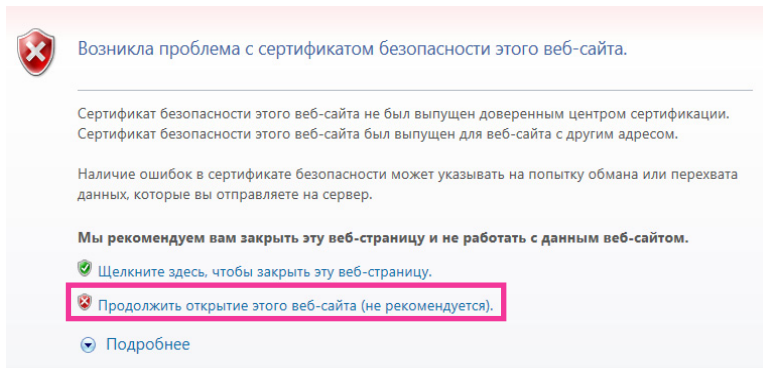 Возникла проблема с сертификатом безопасности этого веб-сайта.
Сертификат безопасности этого веб-сайта не был выпущен доверенным центром сертификации.
Сертификат безопасности этого веб-сайта был выпущен для веб-сайта с другим адресом.
Наличие ошибок в сертификате безопасности может указывать на попытку обмана или перехвата
данных, которые вы отправляете на сервер.
Мы рекомендуем вам закрыть эту веб-страницу и не работать с данным веб-сайтом.
Щелкните здесь, чтобы закрыть эту веб-страницу.
Продолжить открытие этого веб-сайта (не рекомендуется).
Подробнее